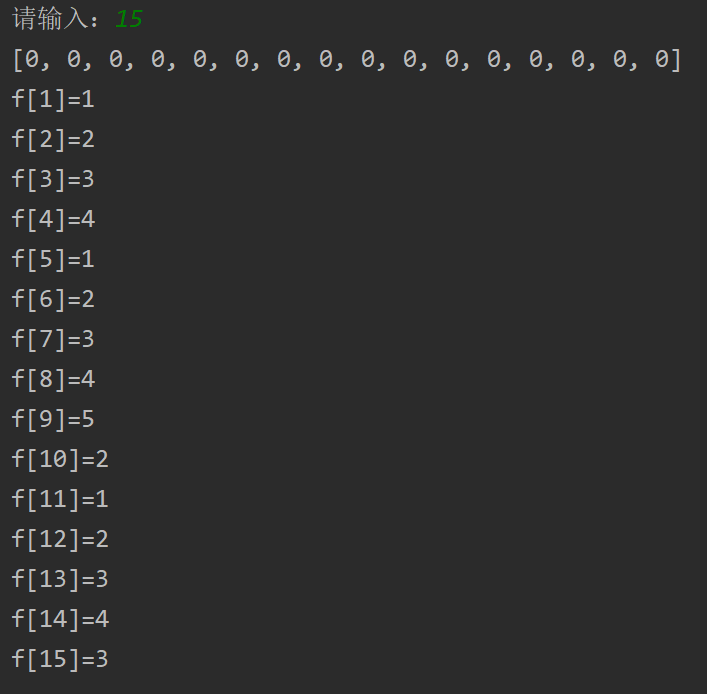 请输入：15
[0, 0, 0, 0, 0, 0, 0, 0, 0, 0, 0, 0, 0, 0, 0, 0]
f[1]=1
f[2]=2
f[3]=3
f[4]=4
f[5]=1
f[6]=2
f[7]=3
f[8]=4
f[9]=5
f[10]=2
f[11]=1
f[12]=2
f[13]=3
f[14]=4
f[15]=3